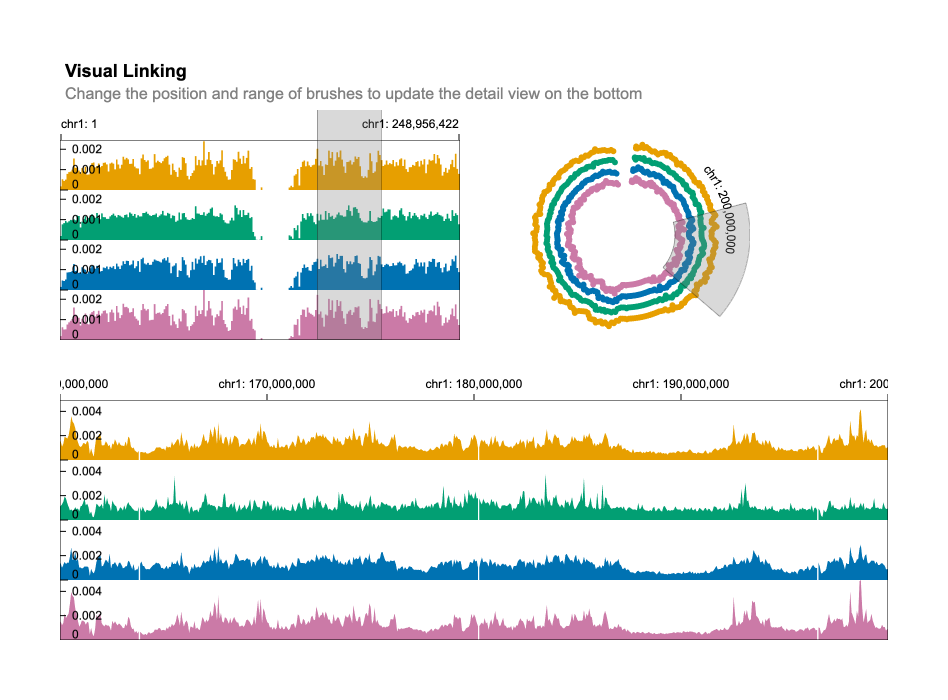 Visual Linking
Change the position and range of brushes to update the detail view on the bottom
chr1: 1
chr1: 248,956,422
0.002
0.001
0
0.002
0.001
0
0.002
0.001
0
0.002
0.001
0
chr1: 200,000,000
0,000,000
chr1: 170,000,000
chr1: 180,000,000
chr1: 190,000,000
chr1: 200
0.004
0.002
0
0.004
0.002
0
0.004
0.002
0
0.004
0.002
0